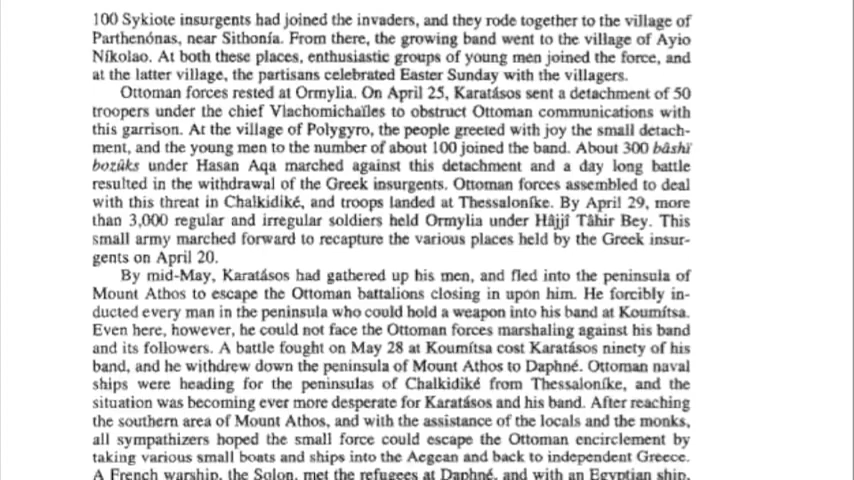 100 Sykiote insurgents had joined the invaders, and they rode together to the village of
Parthenónas, near Sithonía. From there, the growing band went to the village of Ayio
Níkolao. At both these places, enthusiastic groups of young men joined the force, and
at the latter village, the partisans celebrated Easter Sunday with the villagers.
Ottoman forces rested at Ormylia. On April 25, Karatásos sent a detachment of 50
troopers under the chief Vlachomichaïles to obstruct Ottoman communications with
this garrison. At the village of Polygyro, the people greeted with joy the small detach-
ment, and the young men to the number of about 100 joined the band. About 300 bâshï
bozûks under Hasan Aqa marched against this detachment and a day long battle
resulted in the withdrawal of the Greek insurgents. Ottoman forces assembled to deal
with this threat in Chalkidiké, and troops landed at Thessaloníke. By April 29, more
than 3,000 regular and irregular soldiers held Ormylia under Hâjjî Tâhir Bey. This
small army marched forward to recapture the various places held by the Greek insur-
gents on April 20.
By mid-May, Karatásos had gathered up his men, and fled into the peninsula of
Mount Athos to escape the Ottoman battalions closing in upon him. He forcibly in-
ducted every man in the peninsula who could hold a weapon into his band at Koumítsa.
Even here, however, he could not face the Ottoman forces marshaling against his band
and its followers. A battle fought on May 28 at Koumítsa cost Karatásos ninety of his
band, and he withdrew down the peninsula of Mount Athos to Daphné. Ottoman naval
ships were heading for the peninsulas of Chalkidiké from Thessaloníke, and the
situation was becoming ever more desperate for Karatásos and his band. After reaching
the southern area of Mount Athos, and with the assistance of the locals and the monks,
all sympathizers hoped the small force could escape the Ottoman encirclement by
taking various small boats and ships into the Aegean and back to independent Greece.
A French warship, the Solon, met the refugees at Daphné, and with an Egyptian ship,